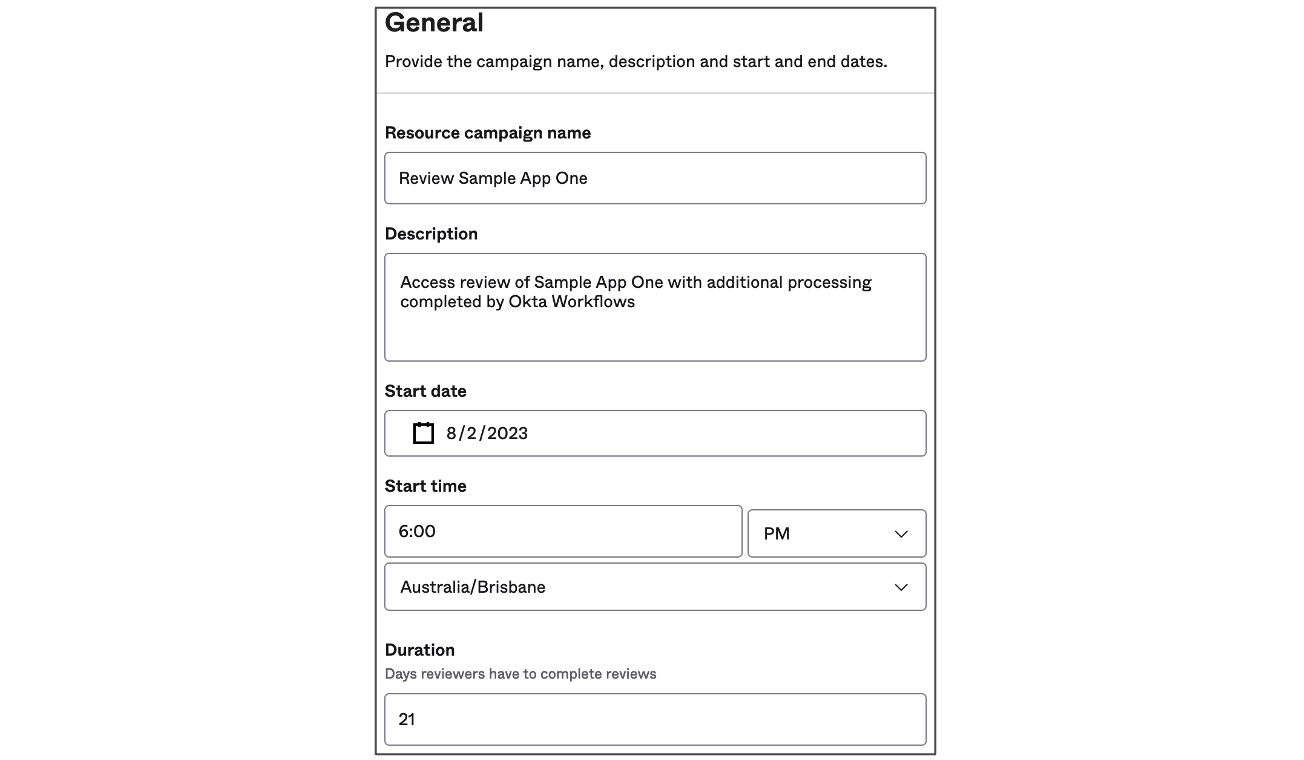 General
Provide the campaign name, description and start and end dates.
Resource campaign name
Review Sample App One
Description
Access review of Sample App One with additional processing
completed by Okta Workflows
Start date
8/2/2023
Start time
6:00
PM
Australia/Brisbane
Duration
Days reviewers have to complete reviews
21